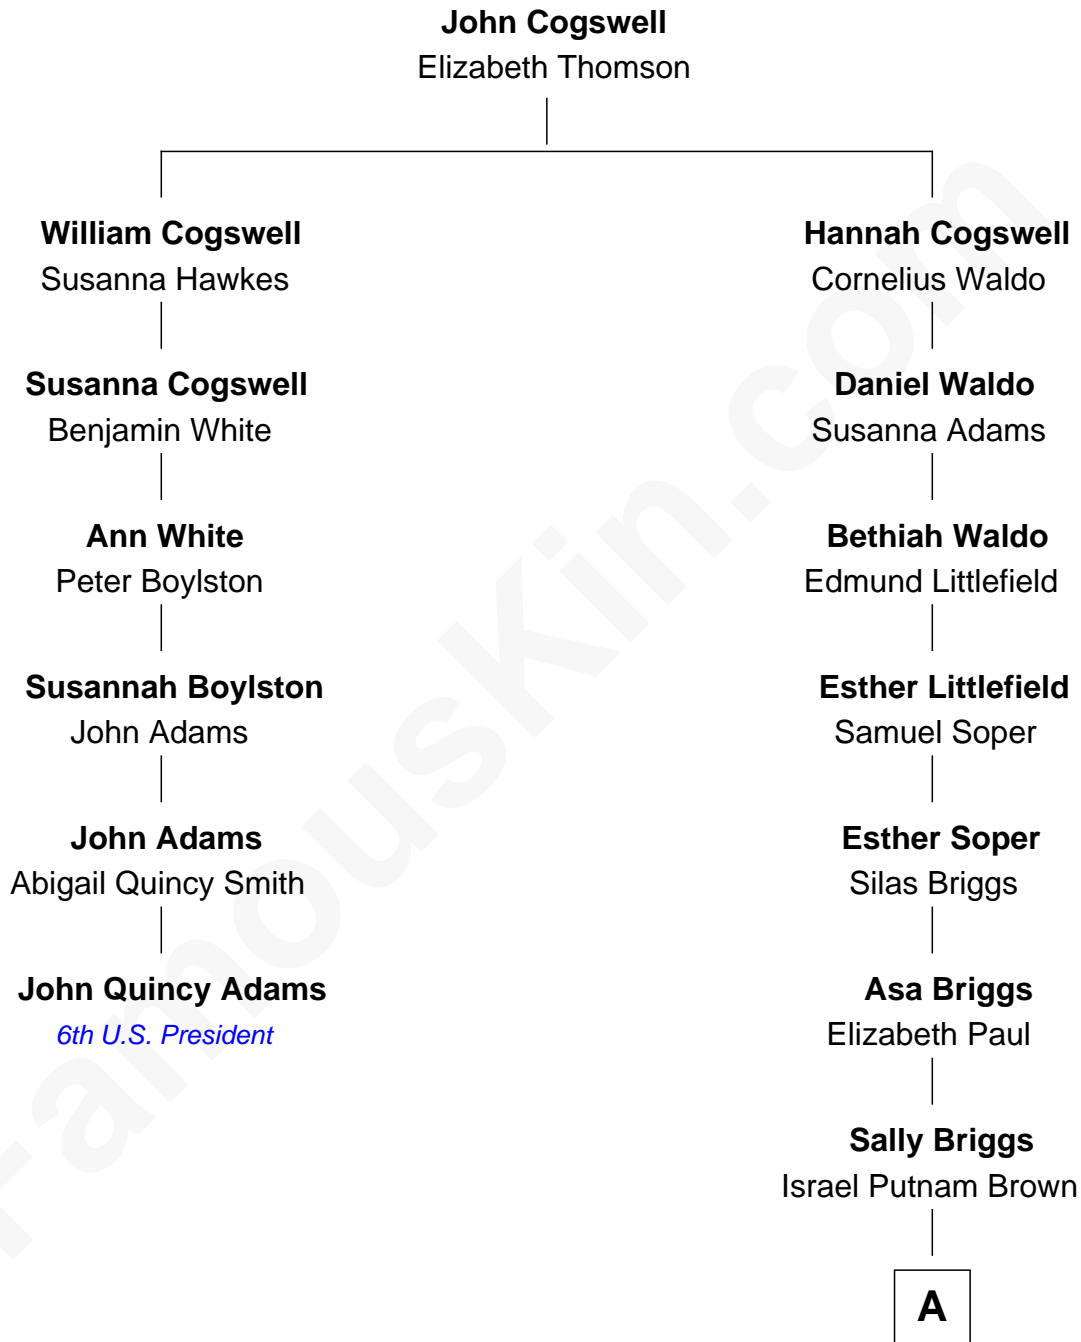 John Cogswell
Elizabeth Thomson
William Cogswell
Susanna Hawkes
Susanna Cogswell
Benjamin White
Ann White
Peter Boylston
Susannah Boylston
John Adams
John Adams
Abigail Quincy Smith
John Quincy Adams
6th U.S. President
Hannah Cogswell
Cornelius Waldo
Daniel Waldo
Susanna Adams
Bethiah Waldo
Edmund Littlefield
Esther Littlefield
Samuel Soper
Esther Soper
Silas Briggs
Asa Briggs
Elizabeth Paul
Sally Briggs
Israel Putnam Brown
A
FamousKin.com